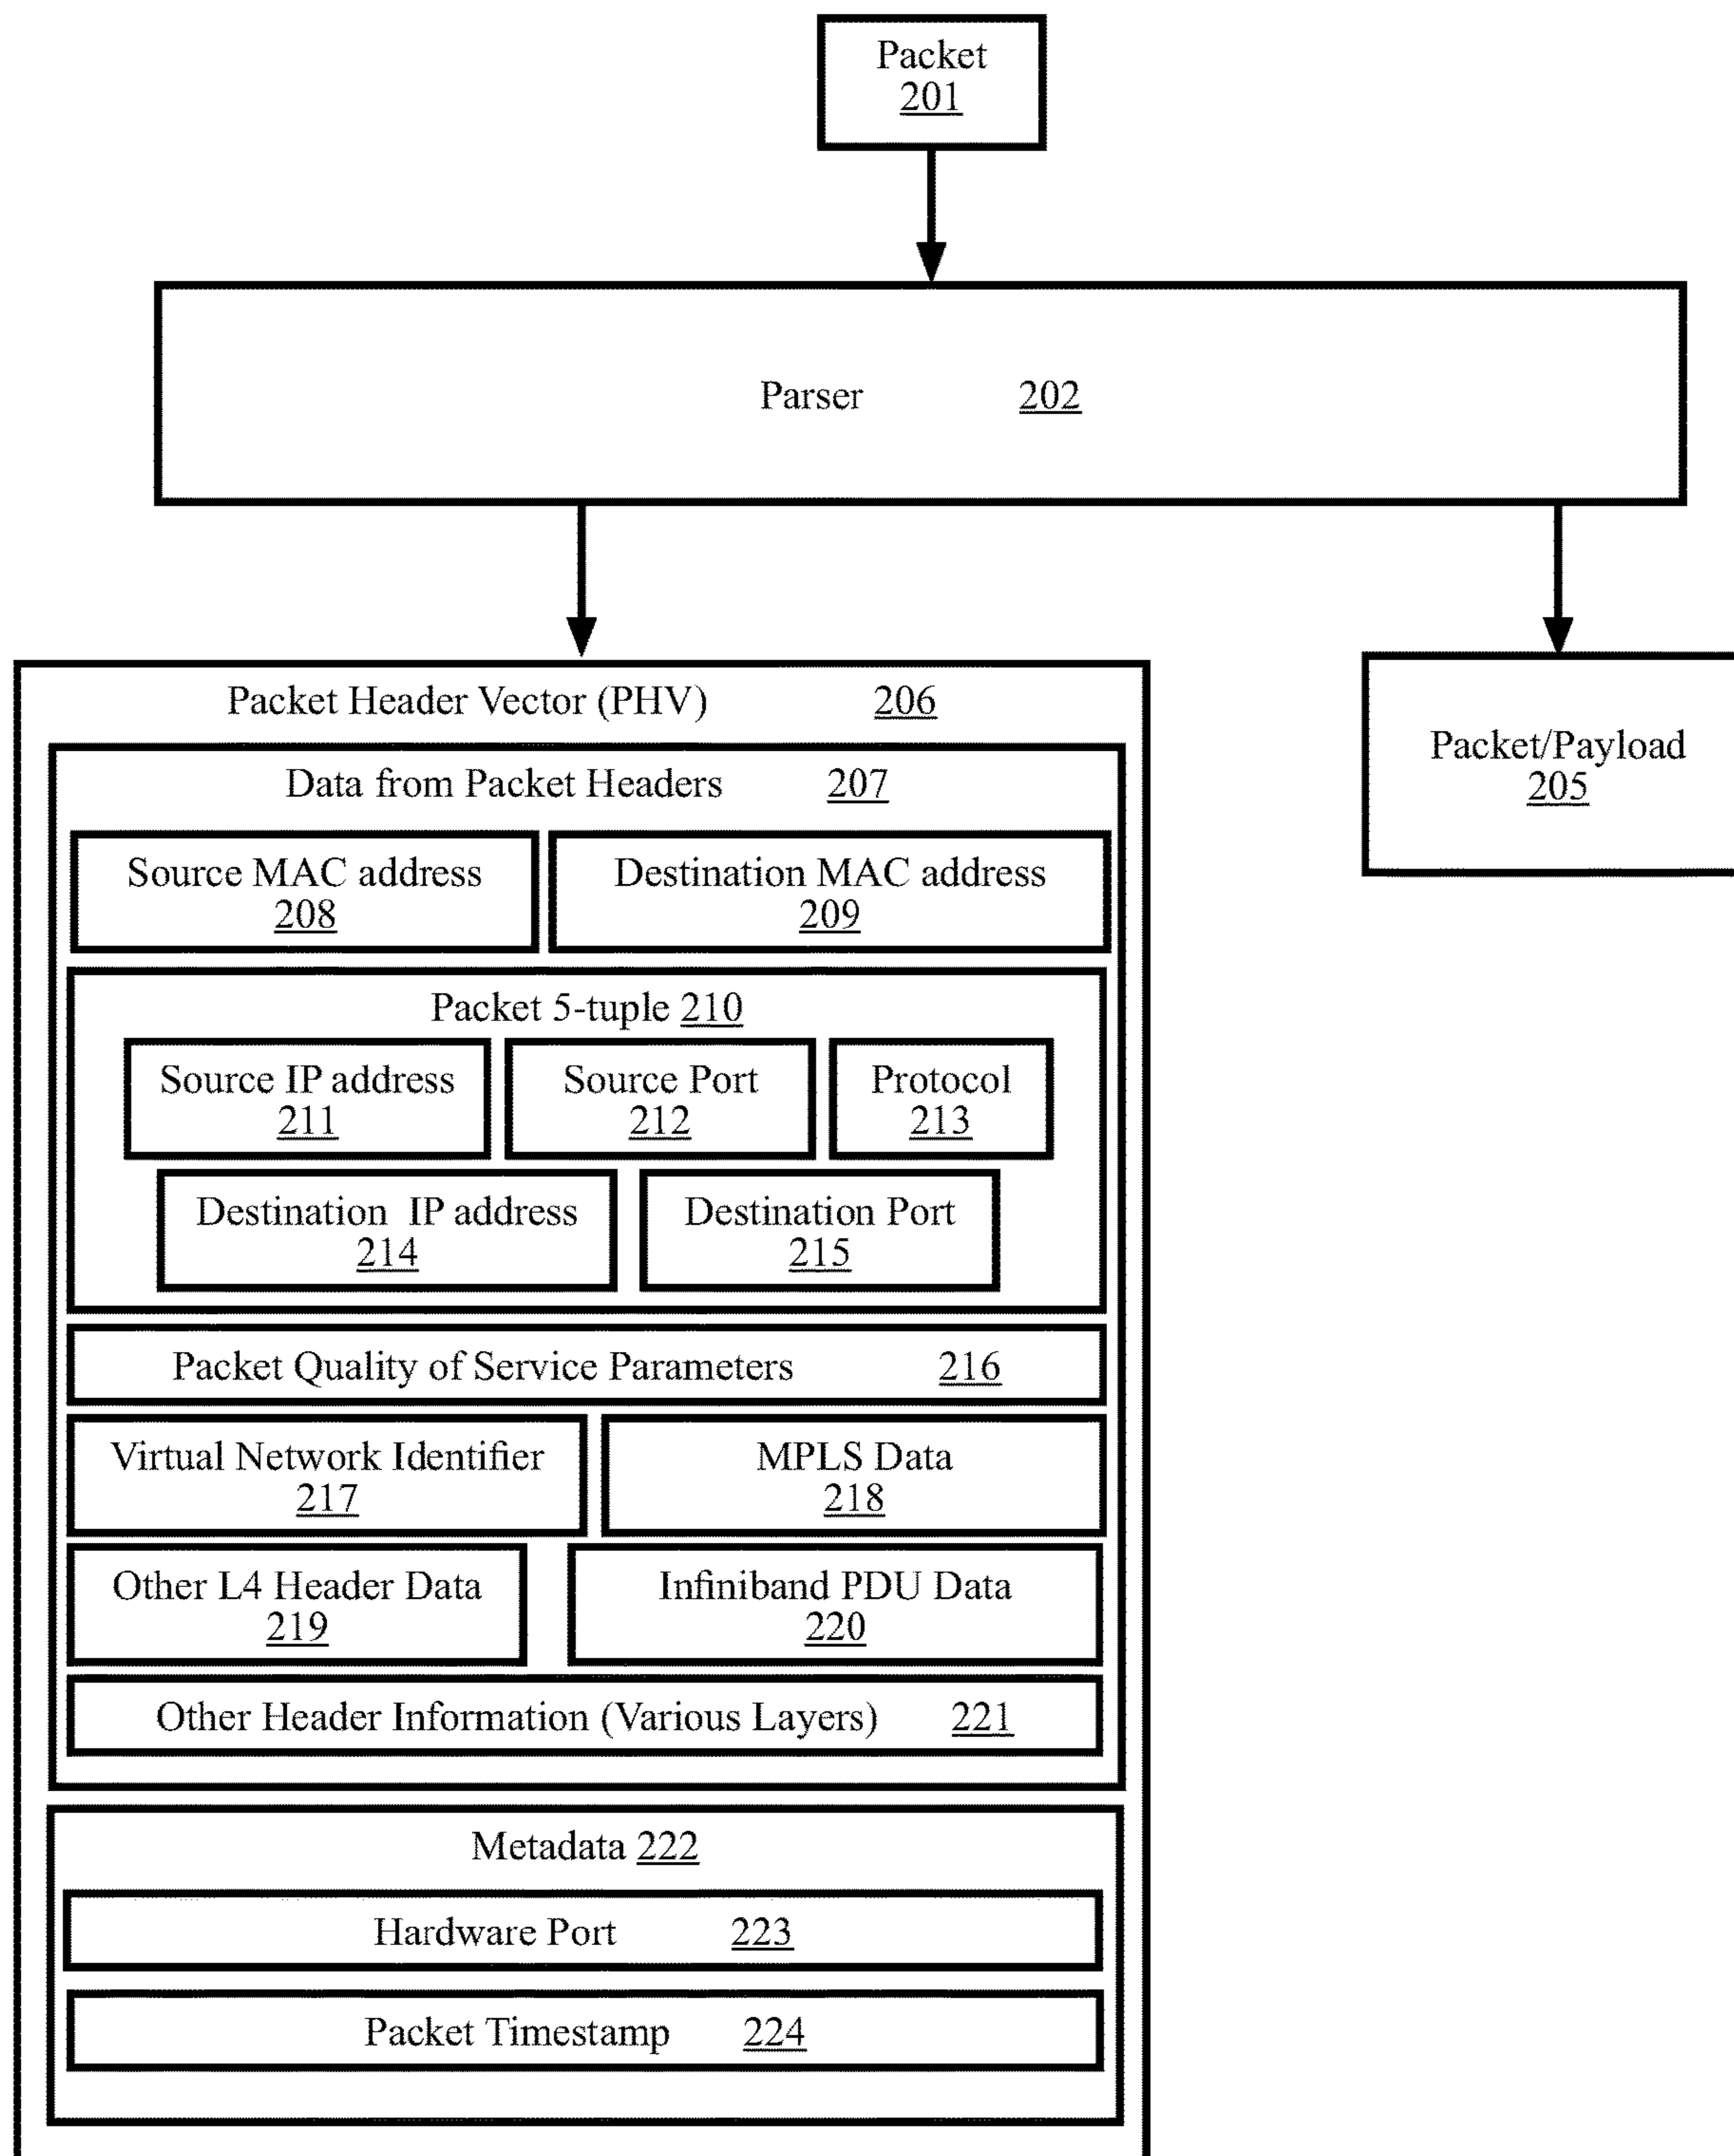 Packet
201
Parser 202
Packet Header Vector (PHV) 206
Data from Packet Headers 207
Source MAC address
208
Destination MAC address
209
Packet 5-tuple 210
Source IP address
211
Source Port
212
Protocol
213
Destination IP address
214
Destination Port
215
Packet Quality of Service Parameters 216
Virtual Network Identifier
217
MPLS Data
218
Other L4 Header Data
219
Infiniband PDU Data
220
Other Header Information (Various Layers) 221
Metadata 222
Hardware Port 223
Packet Timestamp 224
Packet/Payload
205